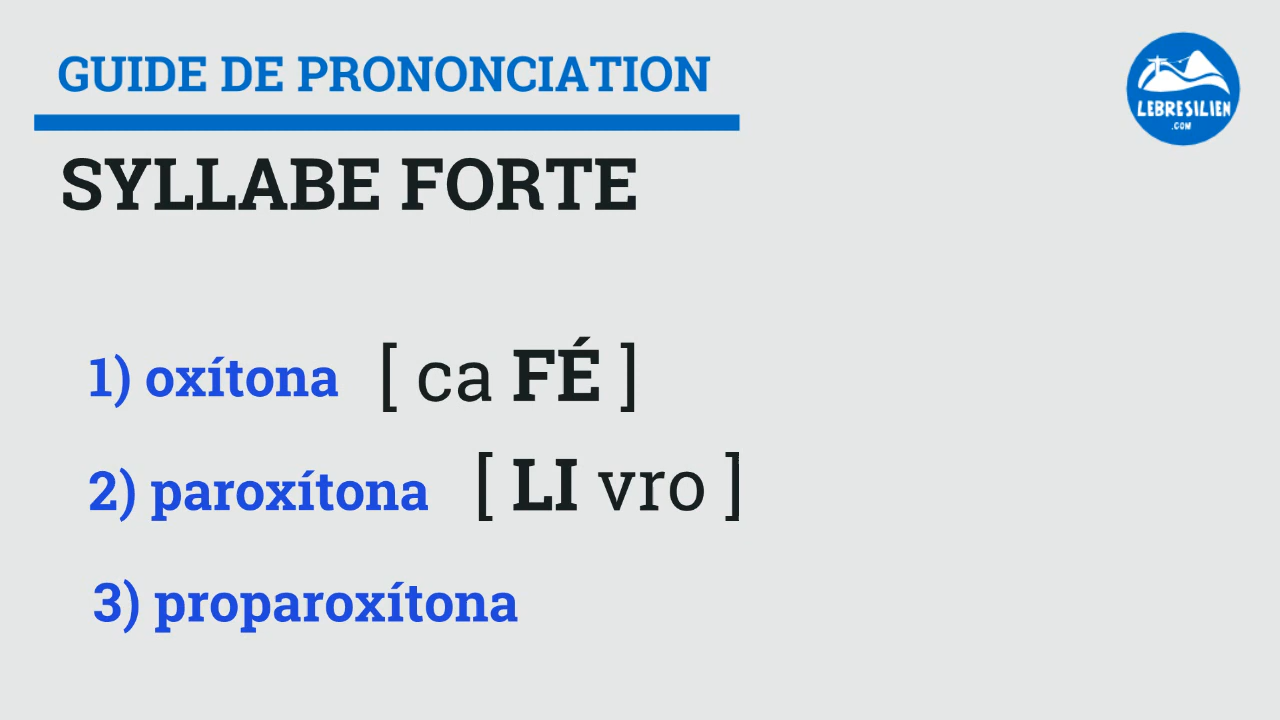 GUIDE DE PRONONCIATION
LEBRESILIEN
.COM
SYLLABE FORTE
1) oxítona [ ca FÉ ]
2) paroxítona [ LI vro ]
3) proparoxítona